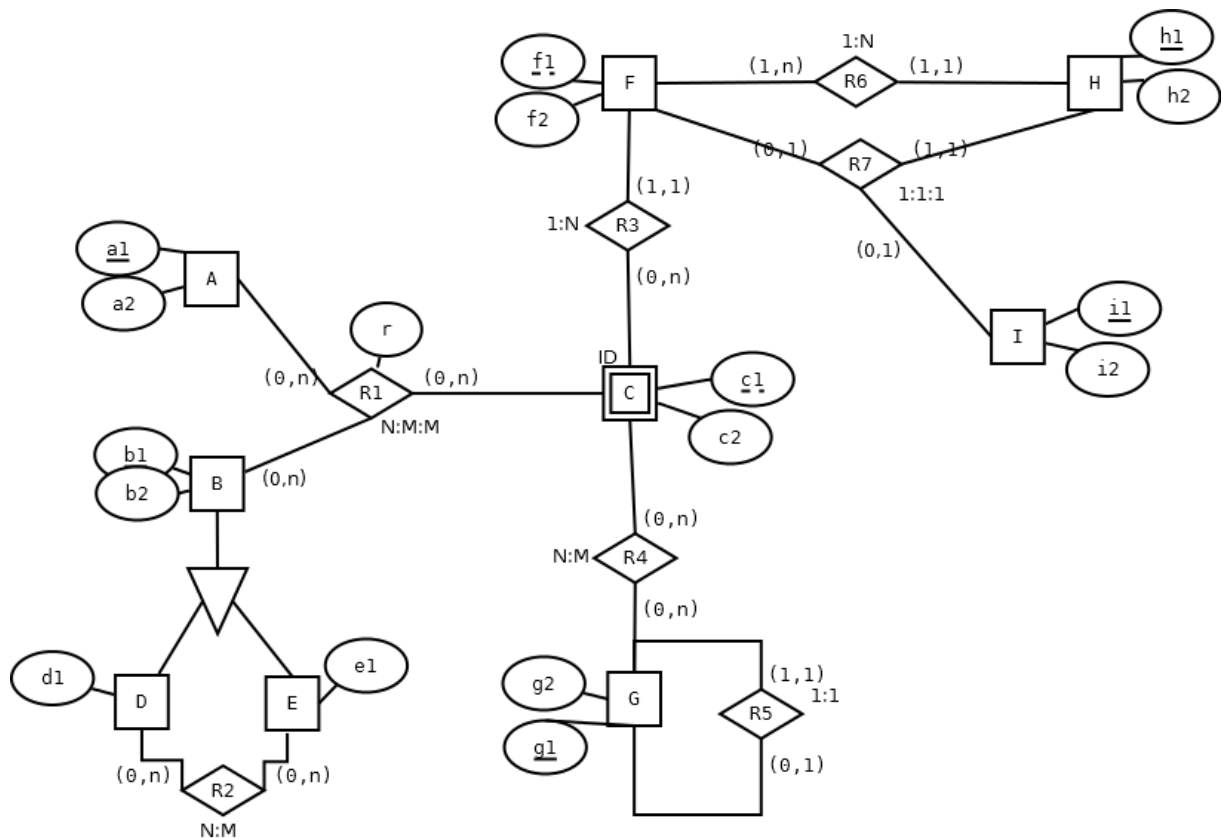 1:N
f1
F
(1,n)
R6
(1,1)
H
h1
f2
h2
(0,1)
R7
(1,1)
1:1:1
(1,1)
1:N
R3
(0,1)
(0,n)
a1
A
a2
r
I
i1
i2
ID
(0,n)
R1
(0,n)
C
c1
N:M:M
c2
b1
B
(0,n)
b2
(0,n)
N:M
R4
(0,n)
d1
D
E
e1
g2
G
(1,1)
1:1
R5
g1
(0,n)
R2
(0,n)
(0,1)
N:M